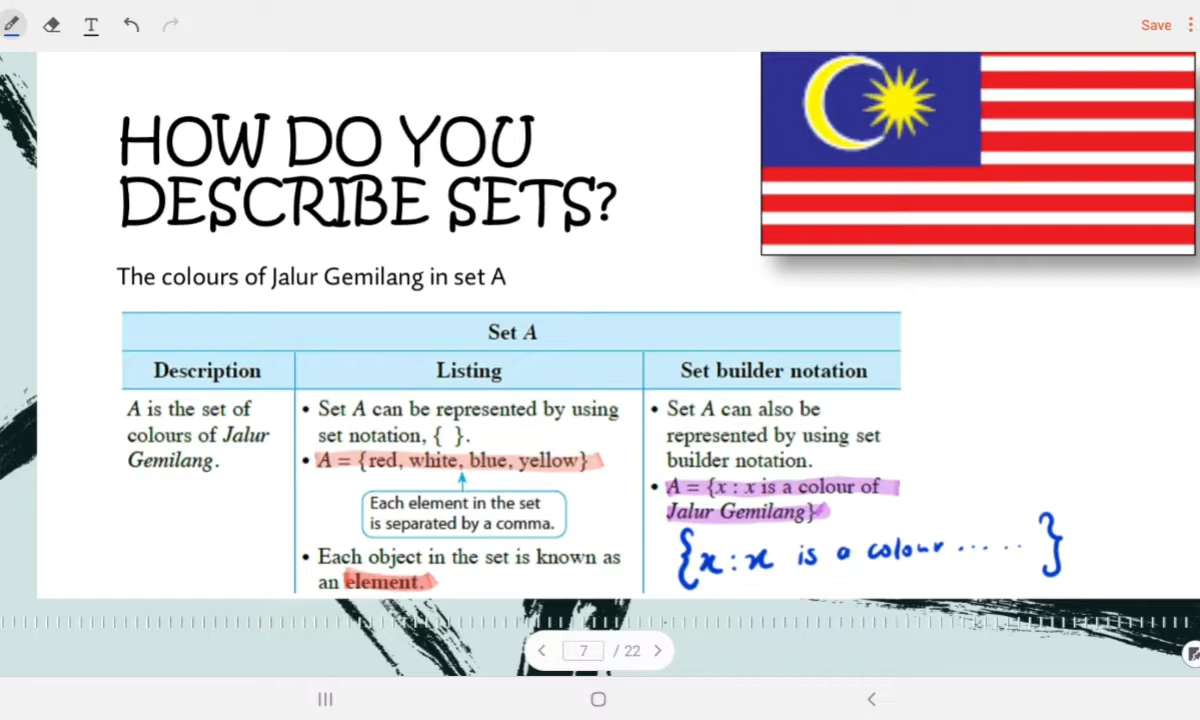 T
Save
HOW DO YOU
DESCRIBE SETS?
The colours of Jalur Gemilang in set A
Set A
Description
Listing
Set builder notation
A is the set of
colours of Jalur
Gemilang.
• Set A can be represented by using
set notation, { }.
• A = {red, white, blue, yellow}
Each element in the set
is separated by a comma.
• Each object in the set is known as
an element.
• Set A can also be
represented by using set
builder notation.
• A = {x : x is a colour of
Jalur Gemilang}
{x : x is a colour ...... }
7 / 22